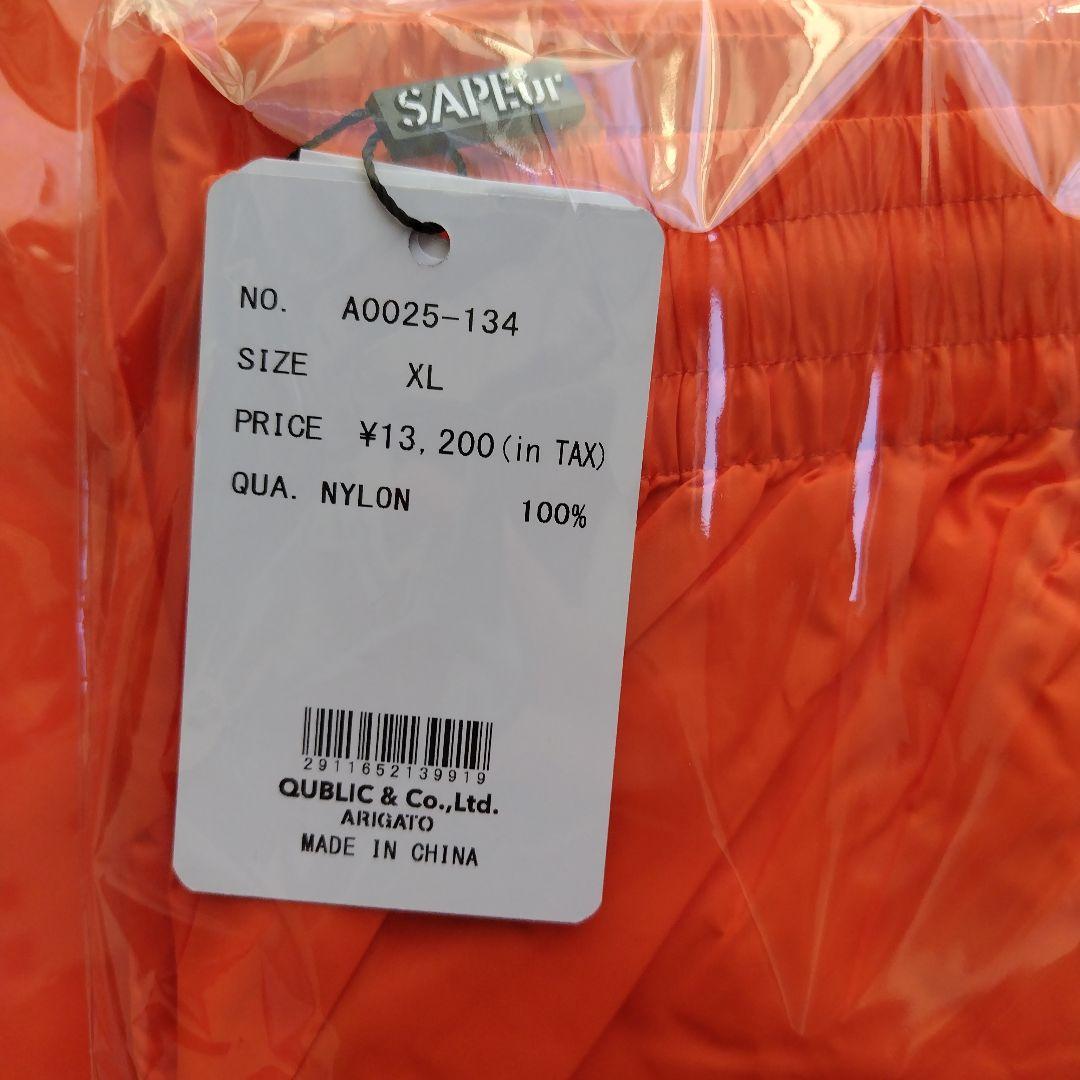 SAPEur
NO. A0025-134
SIZE XL
PRICE ¥13,200(in TAX)
QUA. NYLON 100%
2911652139919
QUBLIC & Co.,Ltd.
ARIGATO
MADE IN CHINA